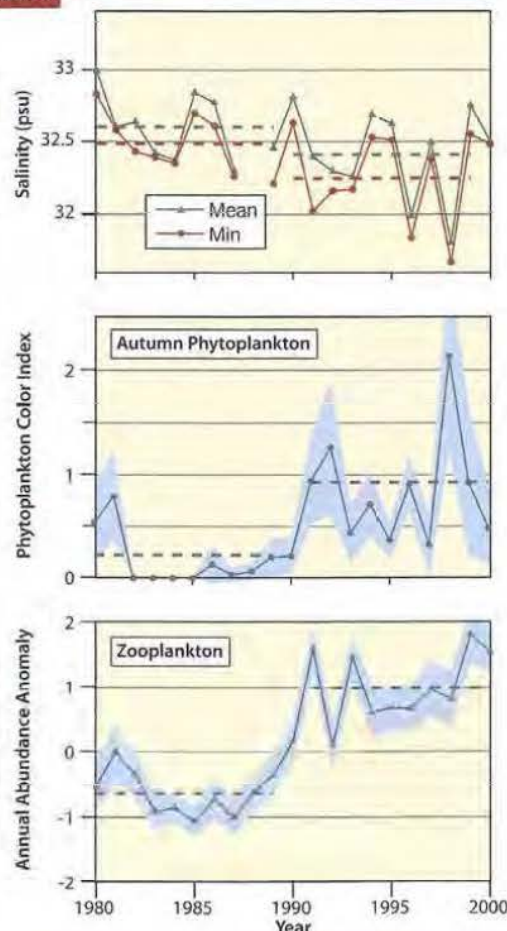 Salinity (psu)
33
32.5
32
Mean
Min
Phytoplankton Color Index
Autumn Phytoplankton
2
1
0
Annual Abundance Anomaly
Zooplankton
2
1
0
-1
-2
1980
1985
1990
1995
2000
Year